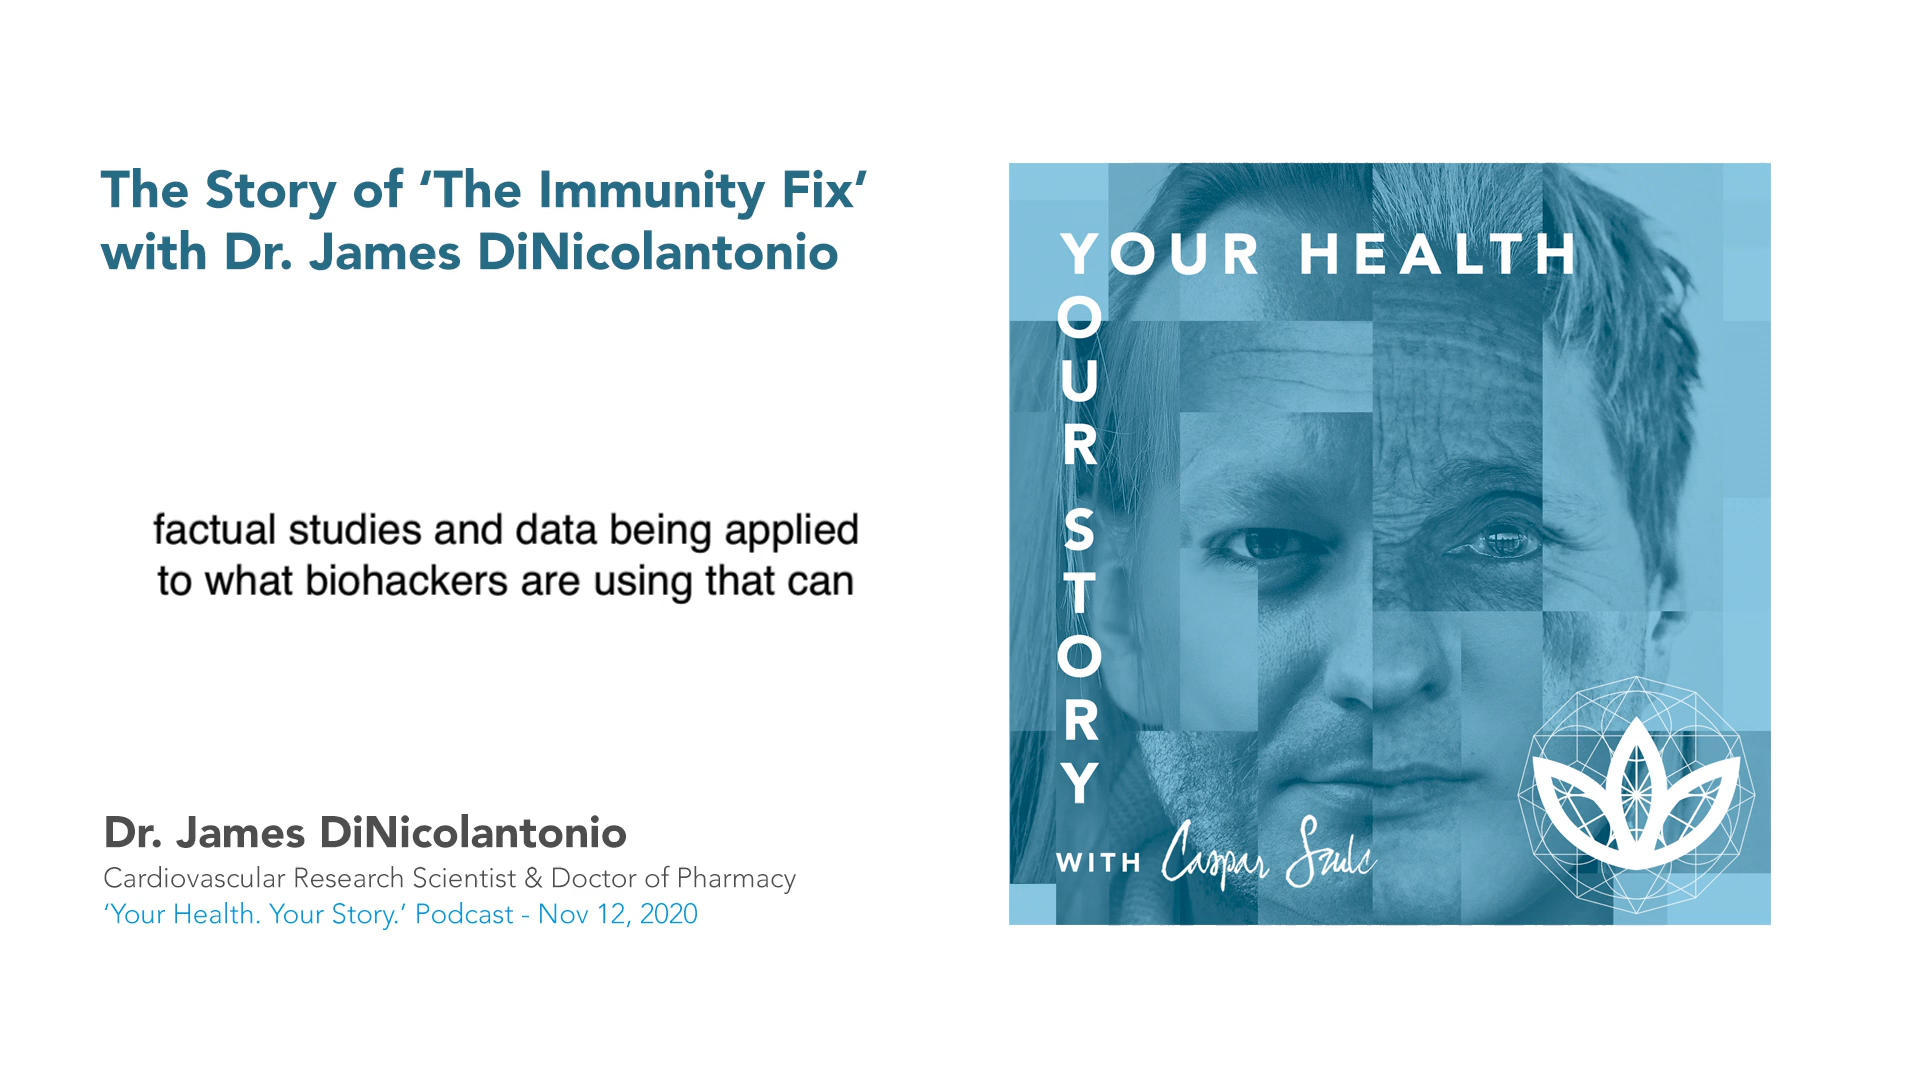 The Story of ‘The Immunity Fix’
with Dr. James DiNicolantonio
factual studies and data being applied
to what biohackers are using that can
Dr. James DiNicolantonio
Cardiovascular Research Scientist & Doctor of Pharmacy
‘Your Health. Your Story.’ Podcast - Nov 12, 2020
YOUR HEALTH
YOUR STORY
WITH Caspar Szulc